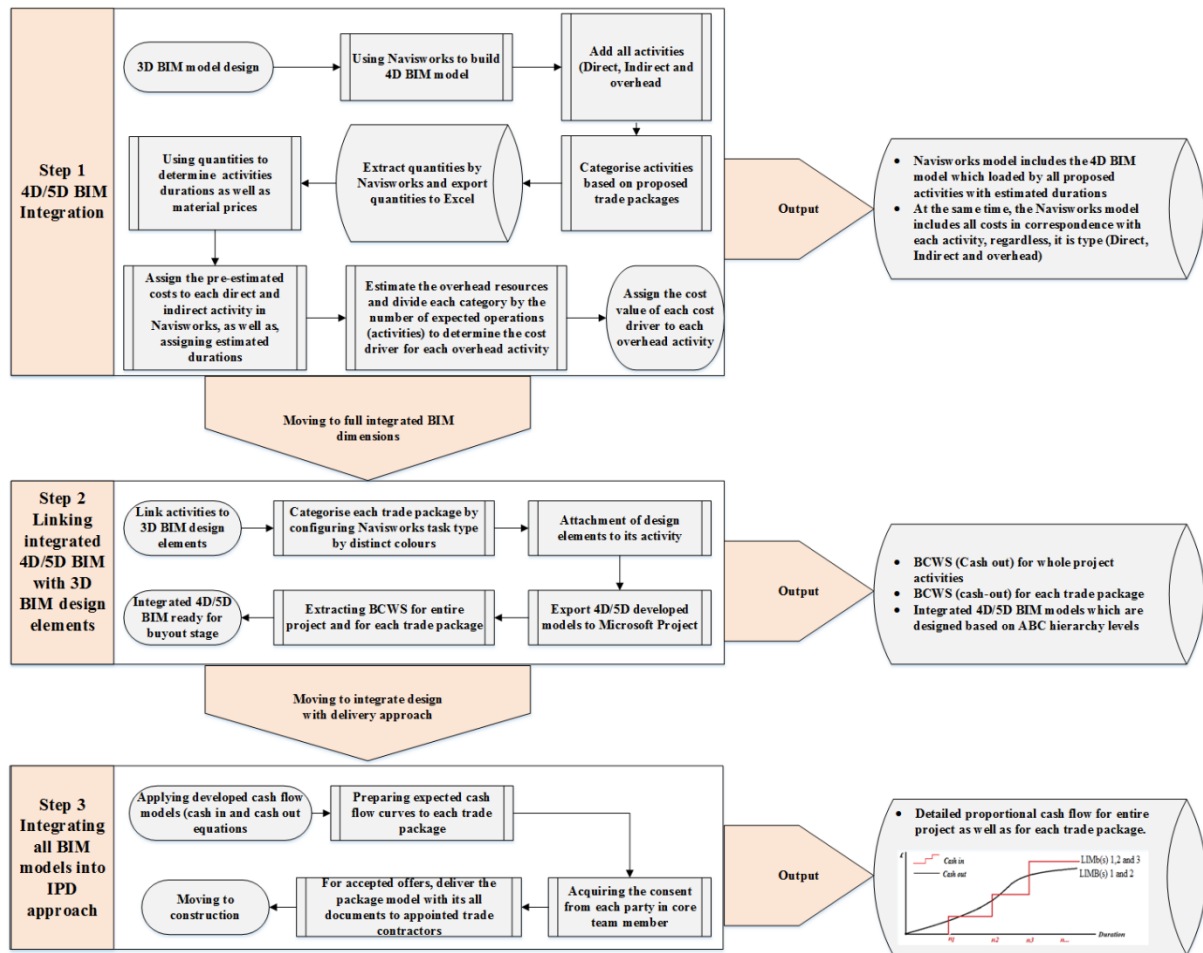 Step 1
4D/5D BIM
Integration
3D BIM model design
Using Navisworks to build
4D BIM model
Add all activities
(Direct, Indirect and
overhead
Using quantities to
determine activities
durations as well as
material prices
Extract quantities by
Navisworks and export
quantities to Excel
Categorise activities
based on proposed
trade packages
Assign the pre-estimated
costs to each direct and
indirect activity in
Navisworks, as well as,
assigning estimated
durations
Estimate the overhead resources
and divide each category by the
number of expected operations
(activities) to determine the cost
driver for each overhead activity
Assign the cost
value of each cost
driver to each
overhead activity
Output
• Navisworks model includes the 4D BIM
model which loaded by all proposed
activities with estimated durations
• At the same time, the Navisworks model
includes all costs in correspondence with
each activity, regardless, it is type (Direct,
Indirect and overhead)
Moving to full integrated BIM
dimensions
Step 2
Linking
integrated
4D/5D BIM
with 3D
BIM design
elements
Link activities to
3D BIM design
elements
Categorise each trade package by
configuring Navisworks task type
by distinct colours
Attachment of design
elements to its activity
Integrated 4D/5D
BIM ready for
buyout stage
Extracting BCWS for entire
project and for each trade
package
Export 4D/5D developed
models to Microsoft Project
Output
• BCWS (Cash out) for whole project
activities
• BCWS (cash-out) for each trade package
• Integrated 4D/5D BIM models which are
designed based on ABC hierarchy levels
Moving to integrate design
with delivery approach
Step 3
Integrating
all BIM
models into
IPD
approach
Applying developed cash flow
models (cash in and cash out
equations
Preparing expected cash
flow curves to each trade
package
Moving to
construction
For accepted offers, deliver the
package model with its all
documents to appointed trade
contractors
Acquiring the consent
from each party in core
team member
Output
• Detailed proportional cash flow for entire
project as well as for each trade package.
£
Cash in
Cash out
LIMb(s) 1,2 and 3
LIMB(s) 1 and 2
Duration
n1 n2 n3 n...